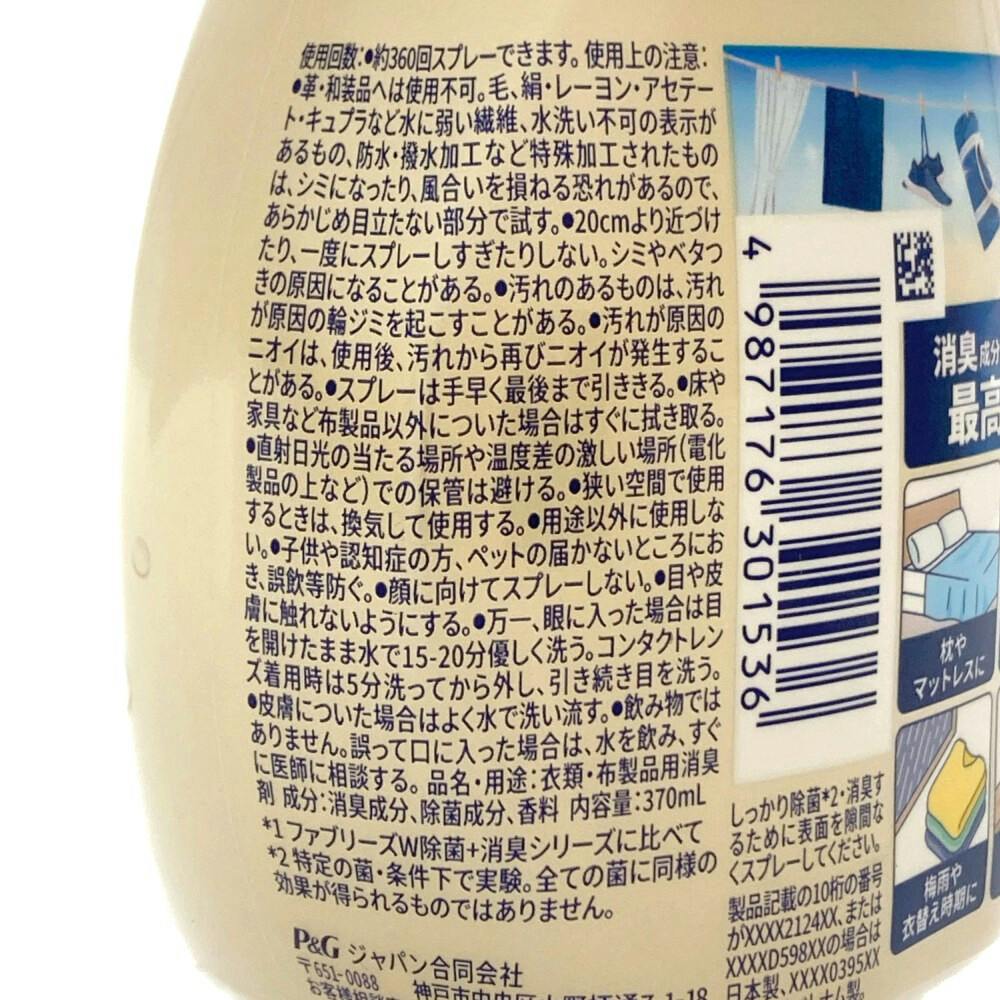 使用回数:●約360回スプレーできます。使用上の注意:
●革・和装品へは使用不可。毛、絹・レーヨン・アセテー
ト・キュプラなど水に弱い繊維、水洗い不可の表示が
あるもの、防水・撥水加工など特殊加工されたもの
は、シミになったり、風合いを損ねる恐れがあるので、
あらかじめ目立たない部分で試す。●20cmより近づけ
たり、一度にスプレーしすぎたりしない。シミやベタつ
きの原因になることがある。●汚れのあるものは、汚れ
が原因の輪ジミを起こすことがある。●汚れが原因の
ニオイは、使用後、汚れから再びニオイが発生するこ
とがある。●スプレーは手早く最後まで引ききる。●床や
家具など布製品以外についた場合はすぐに拭き取る。
●直射日光の当たる場所や温度差の激しい場所(電化
製品の上など)での保管は避ける。●狭い空間で使用
するときは、換気して使用する。●用途以外に使用しな
い。●子供や認知症の方、ペットの届かないところにお
き、誤飲等防ぐ。●顔に向けてスプレーしない。●目や皮
膚に触れないようにする。●万一、眼に入った場合は目
を開けたまま水で15-20分優しく洗う。コンタクトレン
ズ着用時は5分洗ってから外し、引き続き目を洗う。
●皮膚についた場合はよく水で洗い流す。●飲み物では
ありません。誤って口に入った場合は、水を飲み、すぐ
に医師に相談する。品名・用途:衣類・布製品用消臭
剤 成分:消臭成分、除菌成分、香料 内容量:370mL
*1 ファブリーズW除菌+消臭シリーズに比べて
*2 特定の菌・条件下で実験。全ての菌に同様の
効果が得られるものではありません。
P&G ジャパン合同会社
〒651-0088
4 987176 301536
消臭成分
最高
枕や
マットレスに
梅雨や
衣替え時期に
しっかり除菌*2・消臭す
るために表面を隙間な
くスプレーしてください。
製品記載の10桁の番号
がXXXX2124XX、または
XXXXD598XXの場合は
日本製、XXXX0395XX